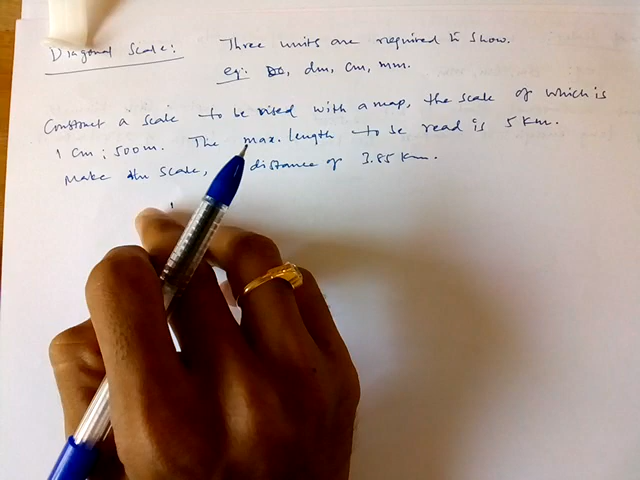 Diagonal Scale: Three units are required to show.
eg: dm, cm, mm.
Construct a scale to be used with a map, the scale of which is
1 cm : 500m. The max. length to be read is 5 Km.
Make the scale, distance of 3.85 Km.